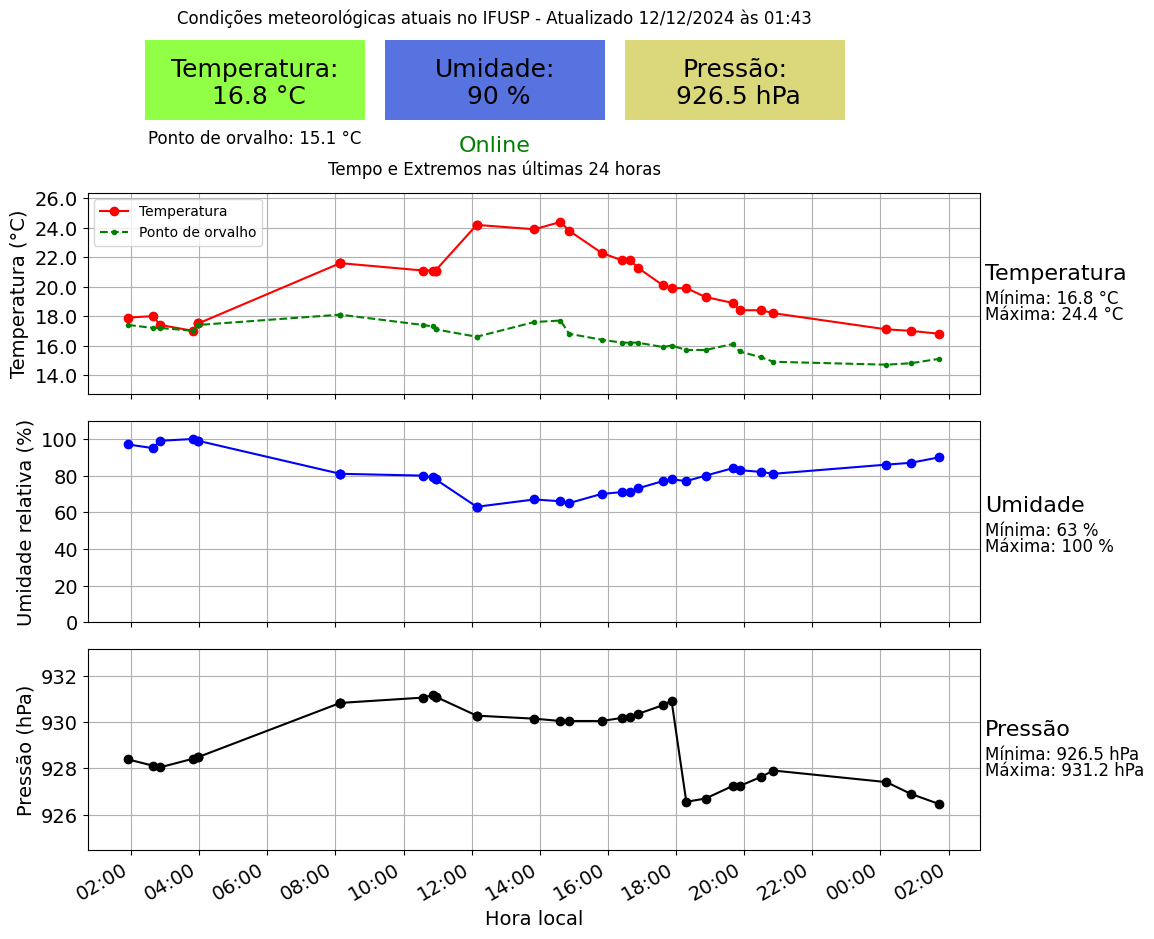 Condições meteorológicas atuais no IFUSP - Atualizado 12/12/2024 às 01:43
Temperatura:
16.8 °C
Umidade:
90 %
Pressão:
926.5 hPa
Ponto de orvalho: 15.1 °C
Online
Tempo e Extremos nas últimas 24 horas
Temperatura (°C)
26.0
24.0
22.0
20.0
18.0
16.0
14.0
Temperatura
Ponto de orvalho
Temperatura
Mínima: 16.8 °C
Máxima: 24.4 °C
Umidade relativa (%)
100
80
60
40
20
0
Umidade
Mínima: 63 %
Máxima: 100 %
Pressão (hPa)
932
930
928
926
Pressão
Mínima: 926.5 hPa
Máxima: 931.2 hPa
02:00 04:00 06:00 08:00 10:00 12:00 14:00 16:00 18:00 20:00 22:00 00:00 02:00
Hora local